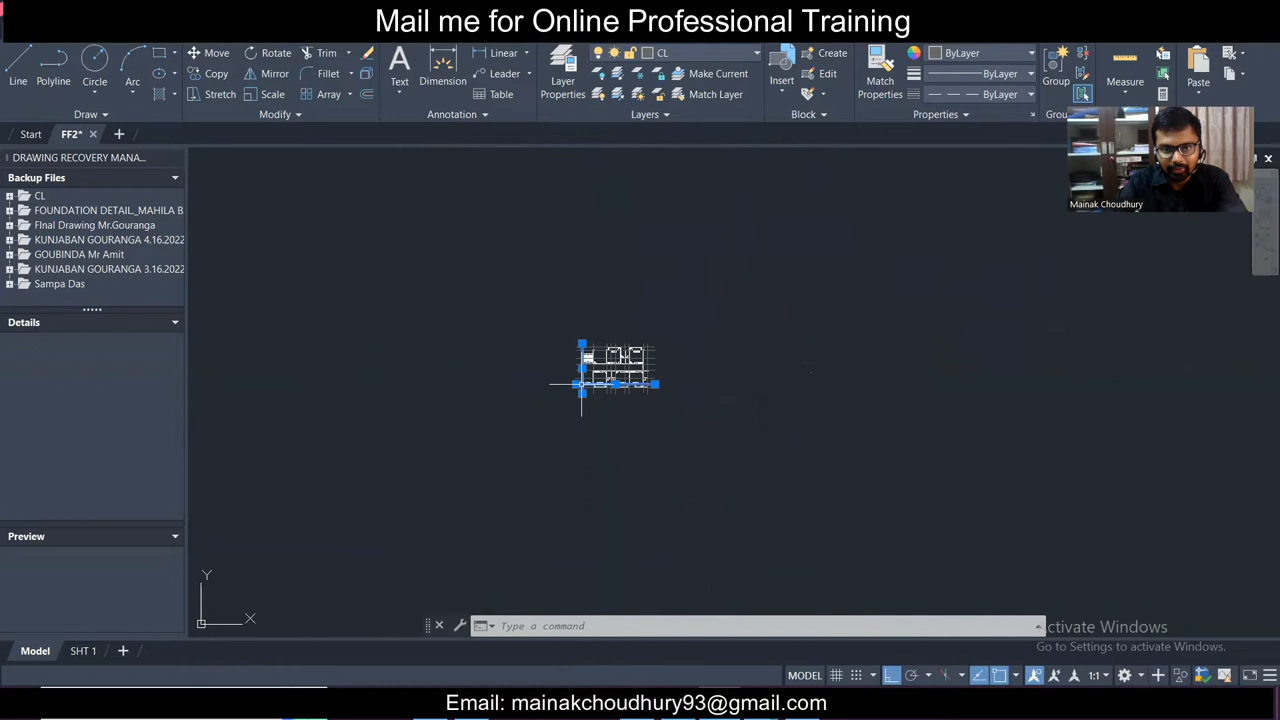 Mail me for Online Professional Training
Move Rotate Trim Linear CL Create ByLayer
Line Polyline Circle Arc Copy Mirror Fillet Text Dimension Leader Layer Properties Make Current Insert Edit Match Properties ByLayer Group Measure Paste
Stretch Scale Array Table Match Layer ByLayer
Draw Modify Annotation Layers Block Properties
Start FF2*
DRAWING RECOVERY MANA...
Backup Files
CL
FOUNDATION DETAIL_MAHILA B
FInal Drawing Mr.Gouranga
KUNJABAN GOURANGA 4.16.2022
GOUBINDA Mr Amit
KUNJABAN GOURANGA 3.16.2022
Sampa Das
Mainak Choudhury
Details
Preview
Y
X
Type a command
Activate Windows
Go to Settings to activate Windows.
Model SHT 1
MODEL 1:1
Email: mainakchoudhury93@gmail.com